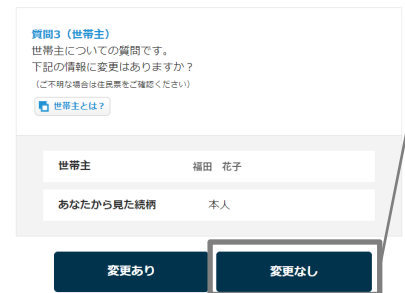 質問3（世帯主）
世帯主についての質問です。
下記の情報に変更はありますか？
（ご不明な場合は住民票をご確認ください）
世帯主とは？
世帯主 福田 花子
あなたから見た続柄 本人
変更あり 変更なし